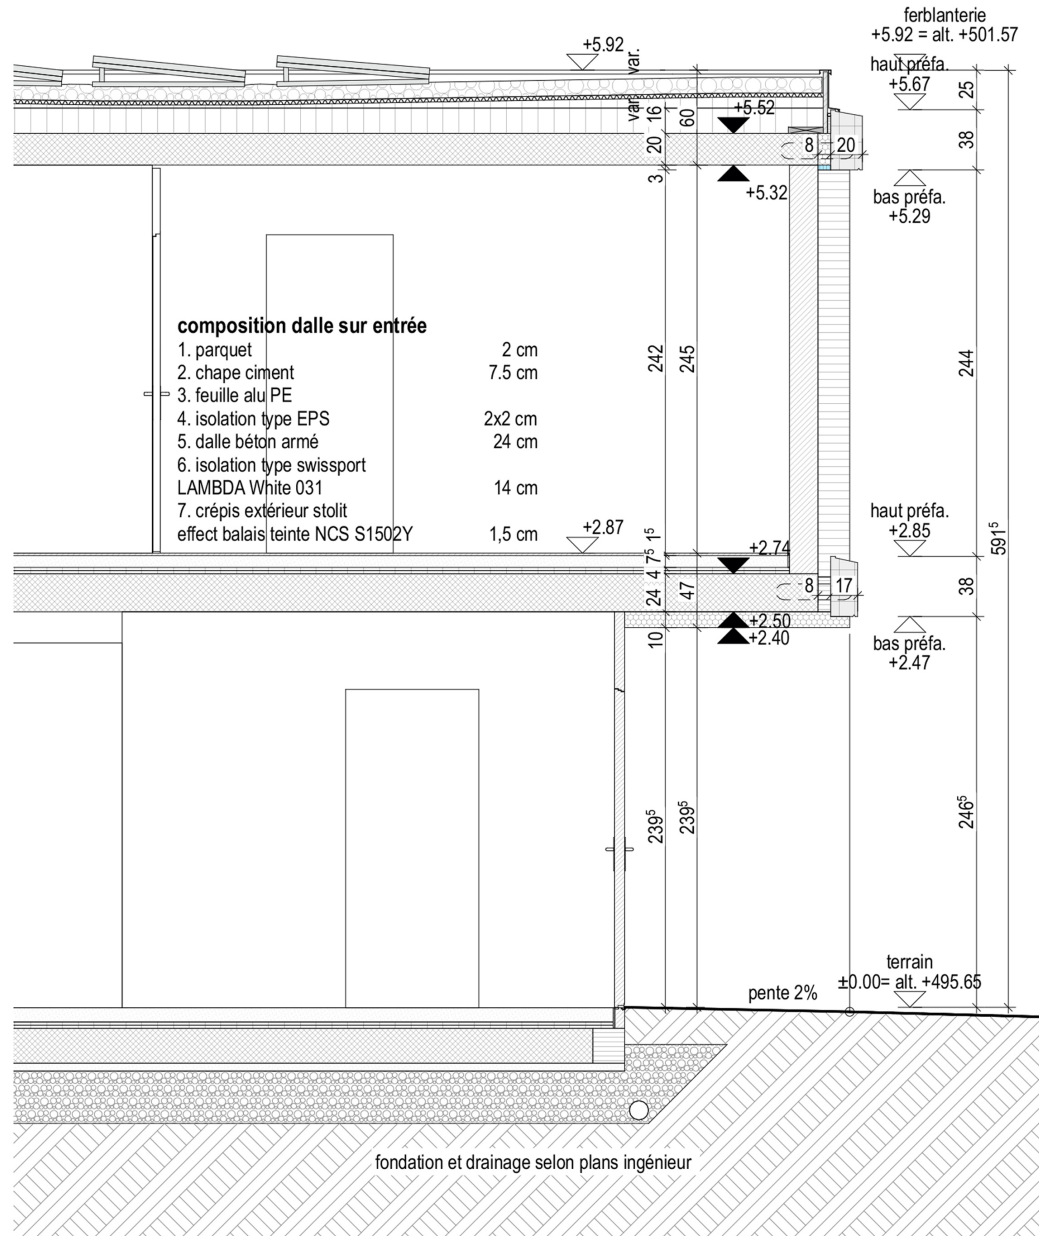 ferblanterie
+5.92 = alt. +501.57
haut préfa.
+5.67
+5.92
var.
var.
16
60
20
3
+5.52
8
20
25
38
+5.32
bas préfa.
+5.29
composition dalle sur entrée
1. parquet 2 cm
2. chape ciment 7.5 cm
3. feuille alu PE
4. isolation type EPS 2x2 cm
5. dalle béton armé 24 cm
6. isolation type swissport
LAMBDA White 031 14 cm
7. crépis extérieur stolit
effect balais teinte NCS S1502Y 1,5 cm
242
245
244
591⁵
haut préfa.
+2.85
+2.87
+2.74
1⁵
7⁵
4
24
47
10
8
17
38
+2.50
+2.40
bas préfa.
+2.47
239⁵
239⁵
246⁵
terrain
±0.00= alt. +495.65
pente 2%
fondation et drainage selon plans ingénieur